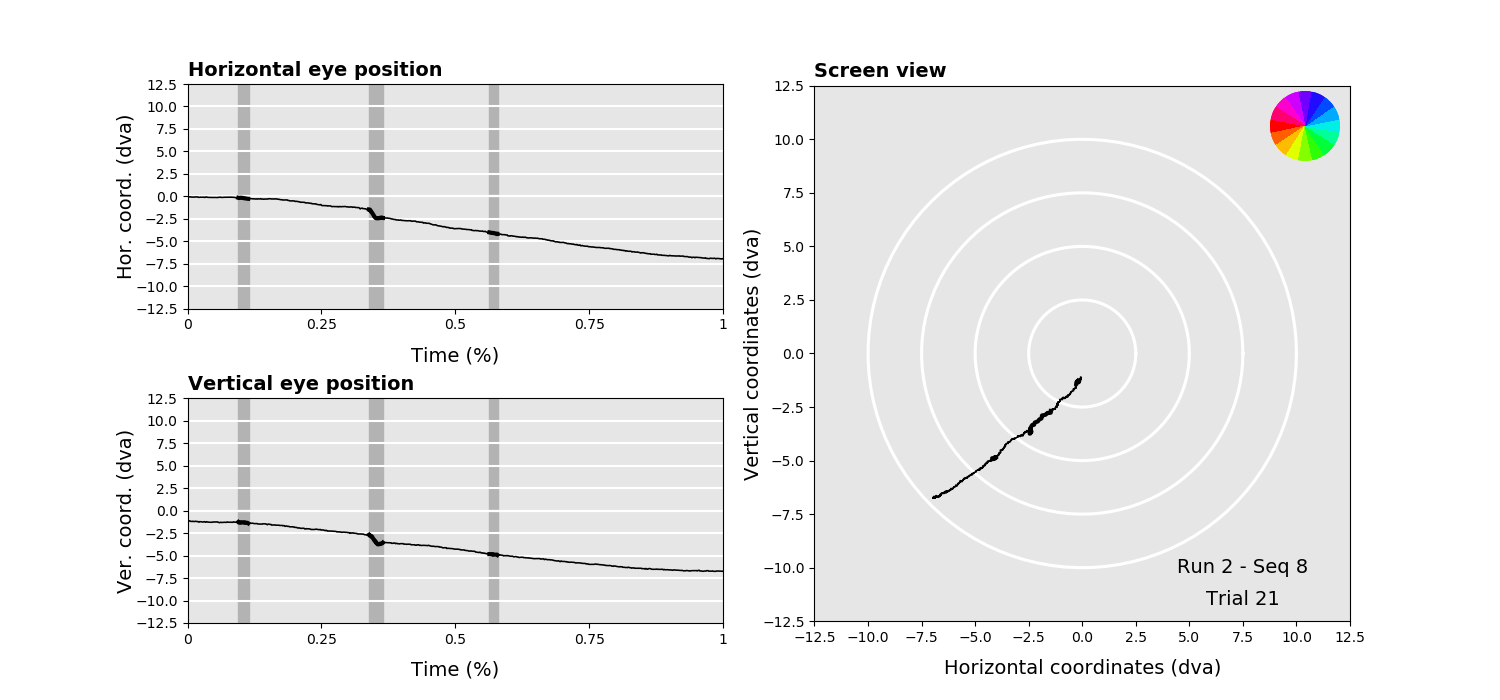 Horizontal eye position
Hor. coord. (dva)
12.5
10.0
7.5
5.0
2.5
0.0
−2.5
−5.0
−7.5
−10.0
−12.5
0 0.25 0.5 0.75 1
Time (%)
Vertical eye position
Ver. coord. (dva)
12.5
10.0
7.5
5.0
2.5
0.0
−2.5
−5.0
−7.5
−10.0
−12.5
0 0.25 0.5 0.75 1
Time (%)
Screen view
Vertical coordinates (dva)
12.5
10.0
7.5
5.0
2.5
0.0
−2.5
−5.0
−7.5
−10.0
−12.5
Run 2 - Seq 8
Trial 21
−12.5 −10.0 −7.5 −5.0 −2.5 0.0 2.5 5.0 7.5 10.0 12.5
Horizontal coordinates (dva)